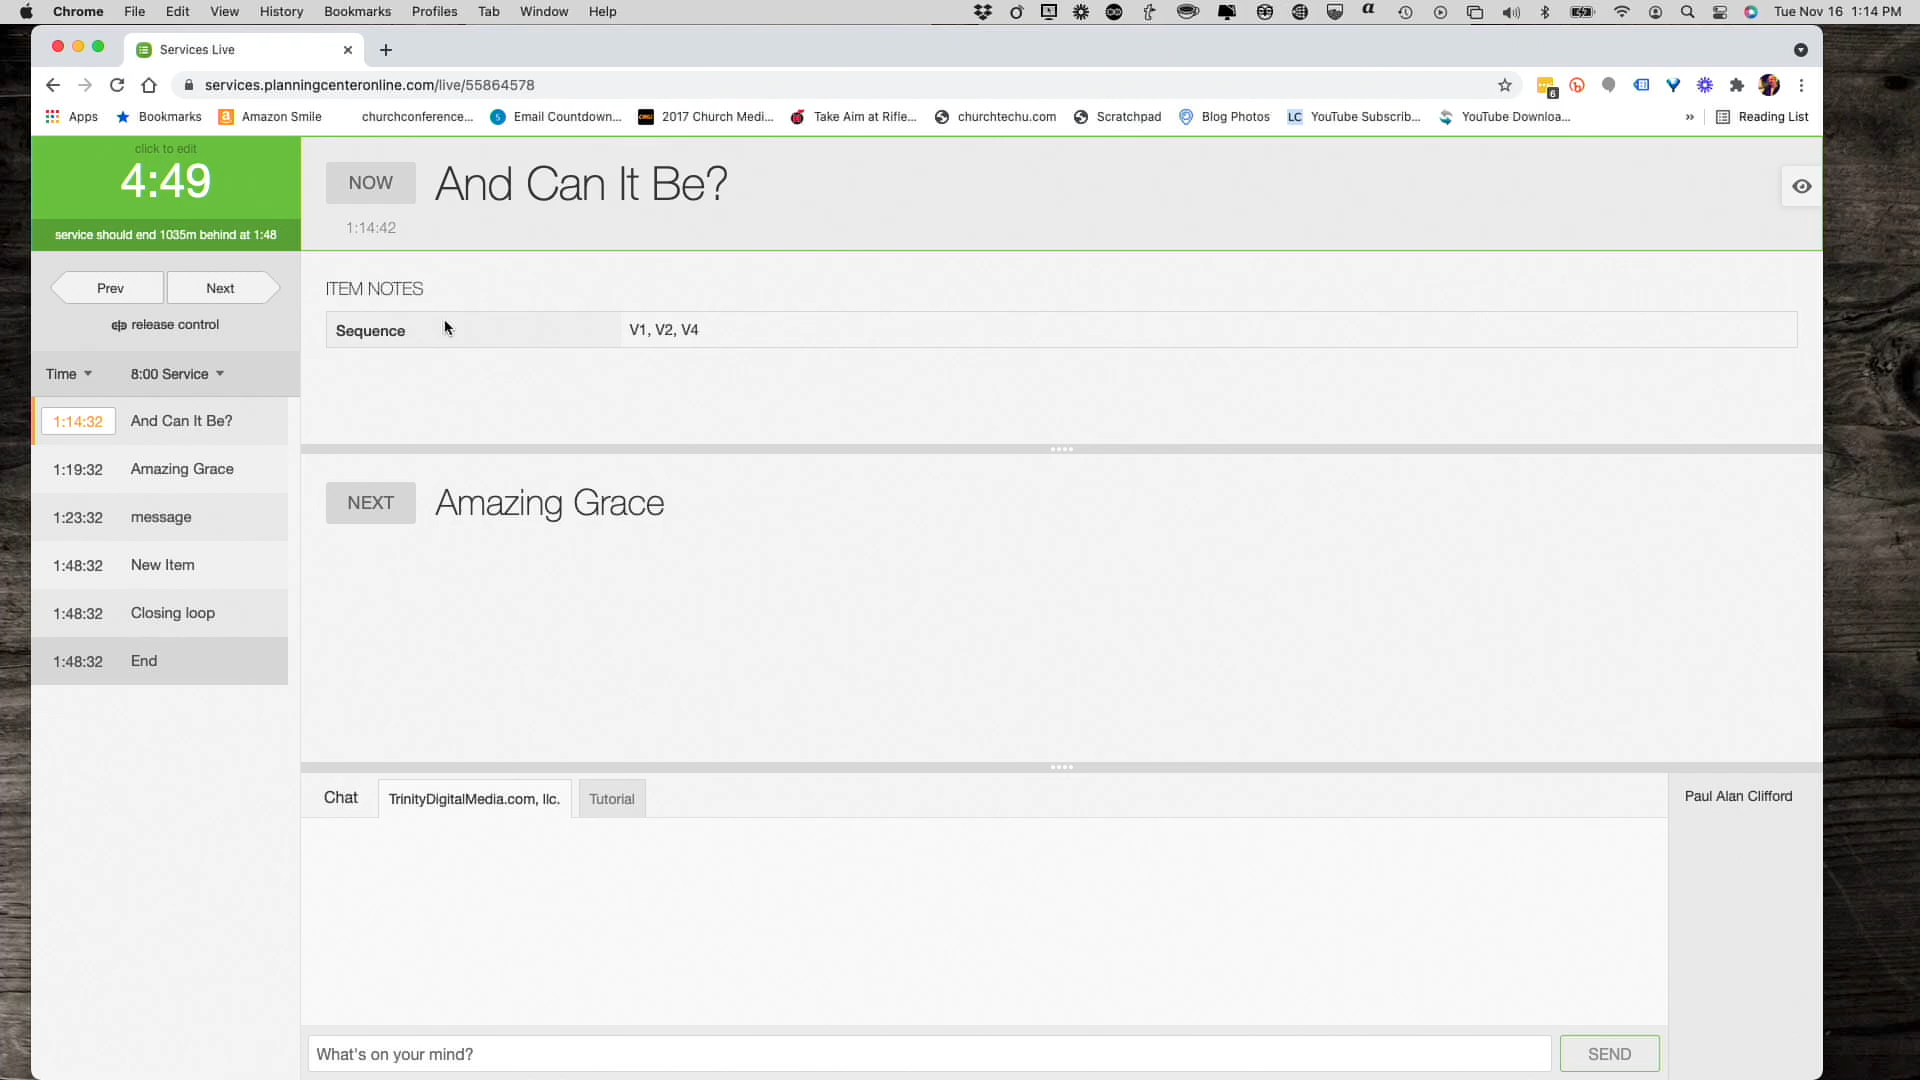 Chrome File Edit View History Bookmarks Profiles Tab Window Help Tue Nov 16 1:14 PM
Services Live
services.planningcenteronline.com/live/55864578
6
Apps Bookmarks Amazon Smile churchconference... Email Countdown... 2017 Church Medi... Take Aim at Rifle... churchtechu.com Scratchpad Blog Photos LC YouTube Subscrib... YouTube Downloa... » Reading List
click to edit
4:49
service should end 1035m behind at 1:48
Prev Next
release control
Time 8:00 Service
1:14:32 And Can It Be?
1:19:32 Amazing Grace
1:23:32 message
1:48:32 New Item
1:48:32 Closing loop
1:48:32 End
NOW And Can It Be?
1:14:42
ITEM NOTES
Sequence V1, V2, V4
NEXT Amazing Grace
Chat TrinityDigitalMedia.com, llc. Tutorial
Paul Alan Clifford
What's on your mind? SEND